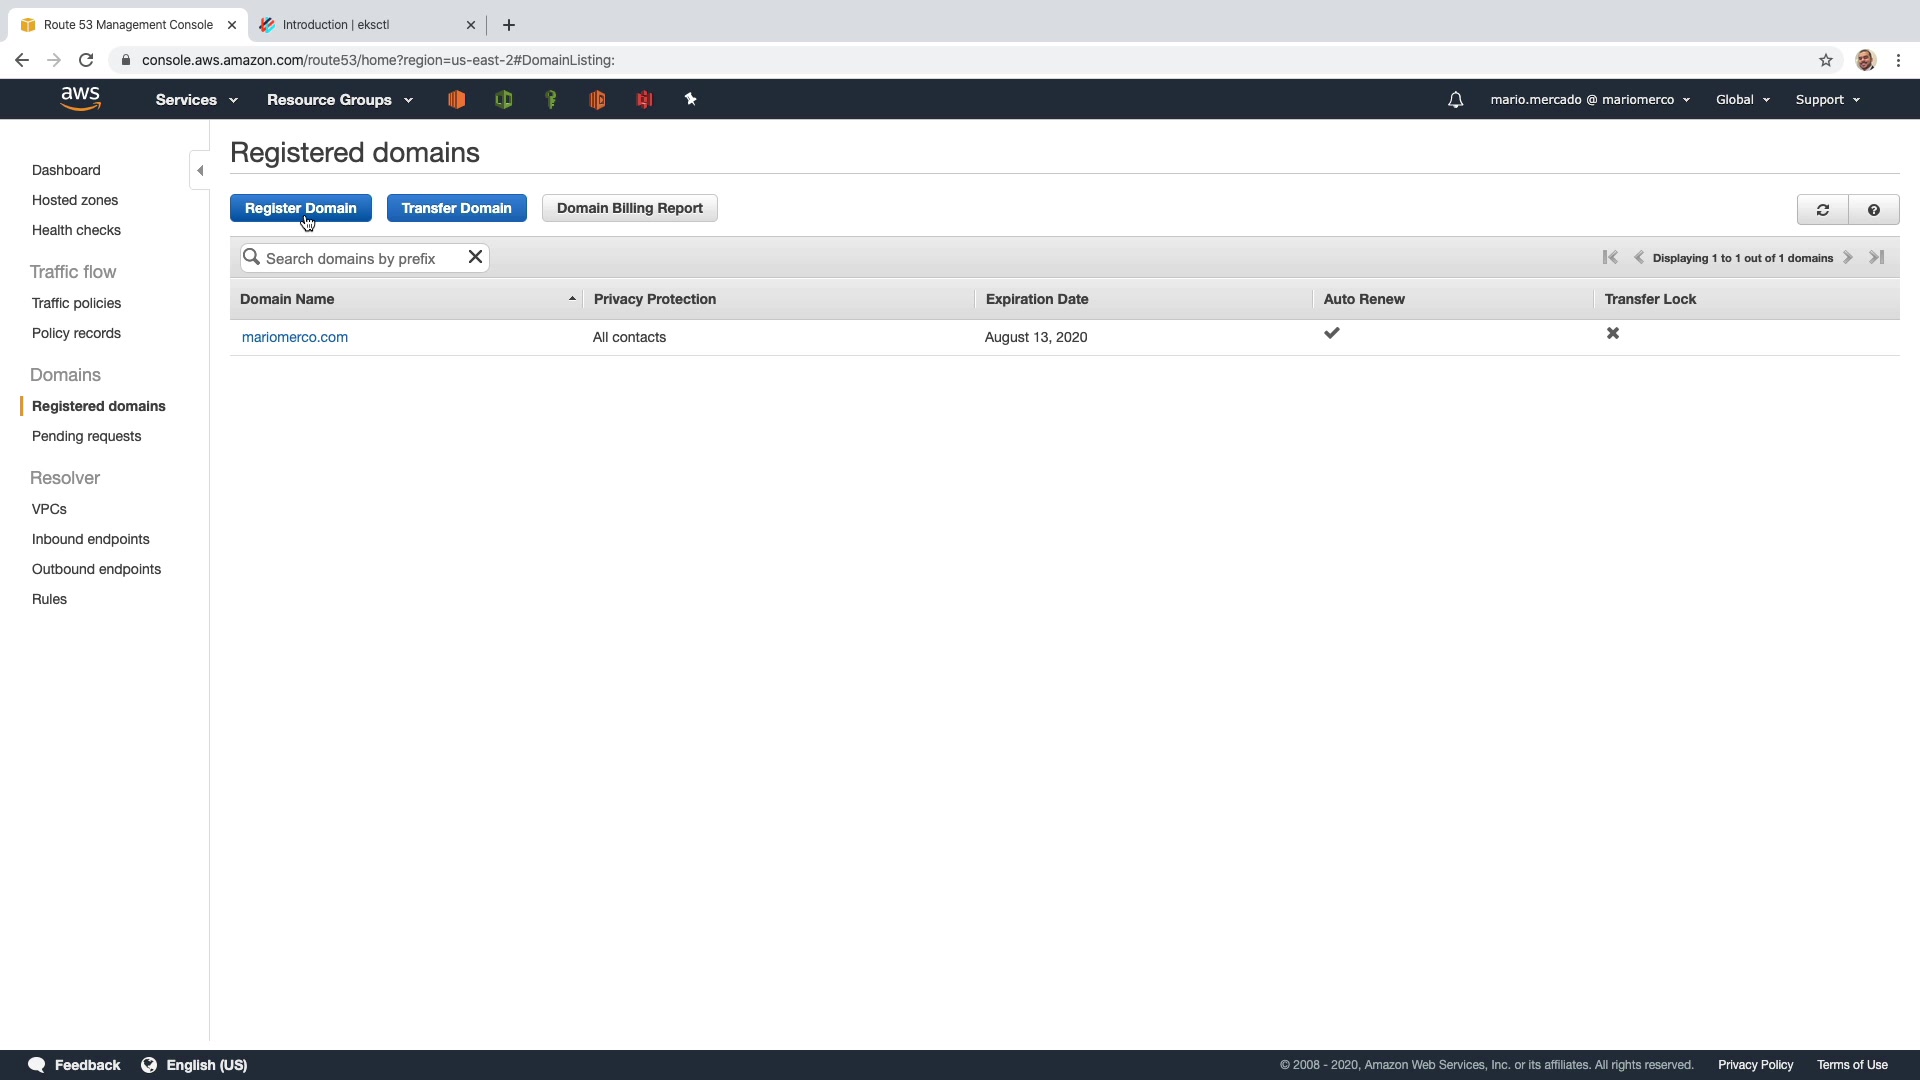 Route 53 Management Console
Introduction | eksctl
console.aws.amazon.com/route53/home?region=us-east-2#DomainListing:
aws
Services
Resource Groups
mario.mercado @ mariomerco
Global
Support
Dashboard
Hosted zones
Health checks
Traffic flow
Traffic policies
Policy records
Domains
Registered domains
Pending requests
Resolver
VPCs
Inbound endpoints
Outbound endpoints
Rules
Registered domains
Register Domain
Transfer Domain
Domain Billing Report
Search domains by prefix
Displaying 1 to 1 out of 1 domains
Domain Name
Privacy Protection
Expiration Date
Auto Renew
Transfer Lock
mariomerco.com
All contacts
August 13, 2020
Feedback
English (US)
© 2008 - 2020, Amazon Web Services, Inc. or its affiliates. All rights reserved.
Privacy Policy
Terms of Use